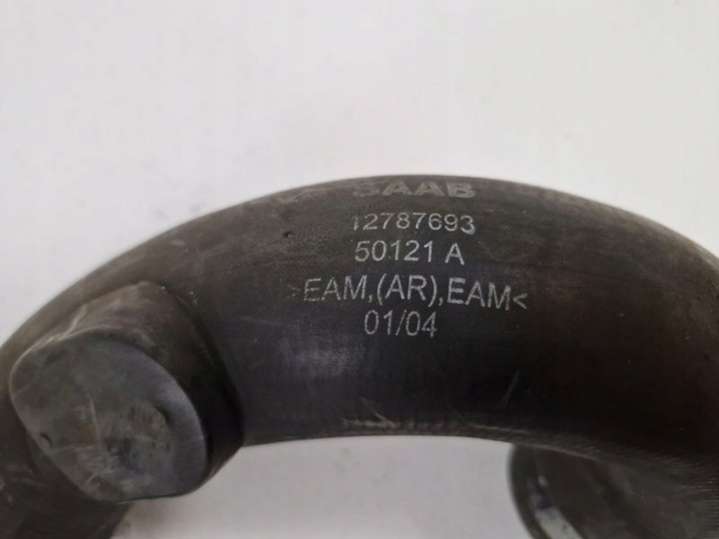 SAAB
12787693
50121 A
>EAM,(AR),EAM<
01/04